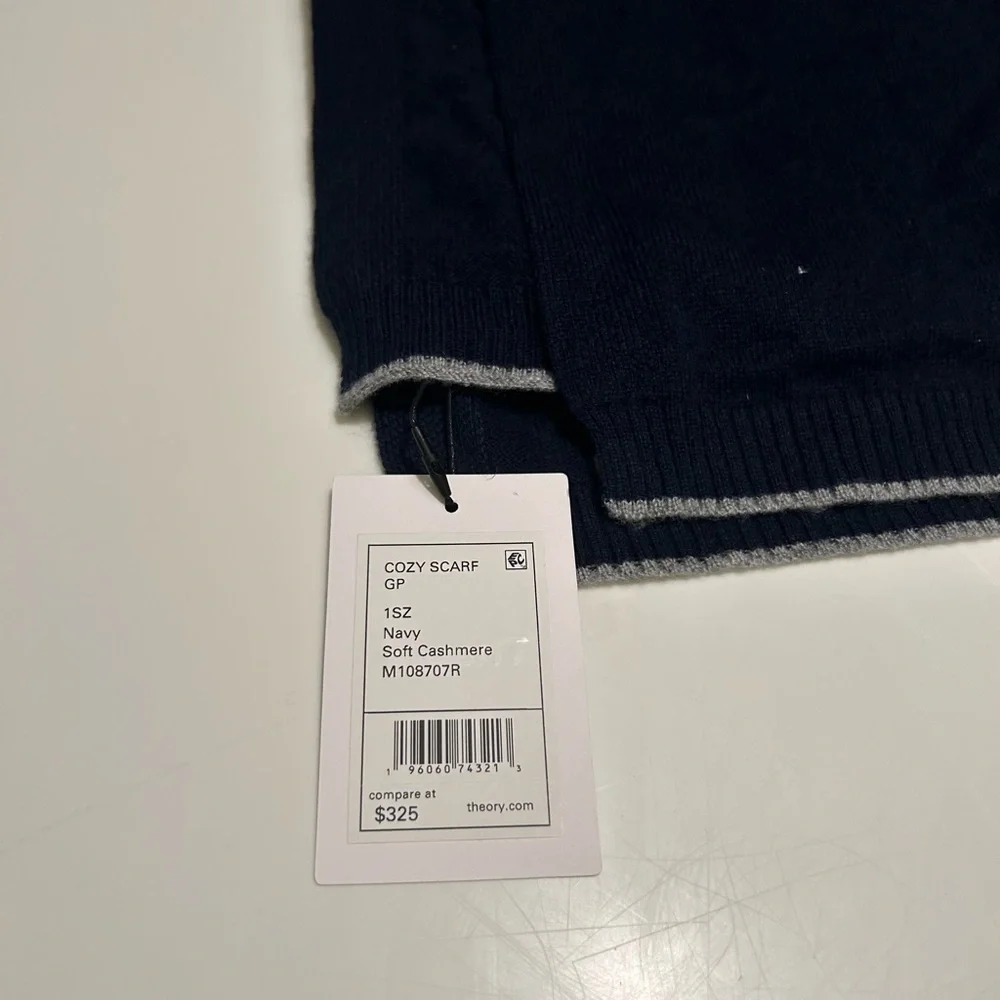 COZY SCARF
GP
1SZ
Navy
Soft Cashmere
M108707R
1 96060 74321 3
compare at
$325
theory.com